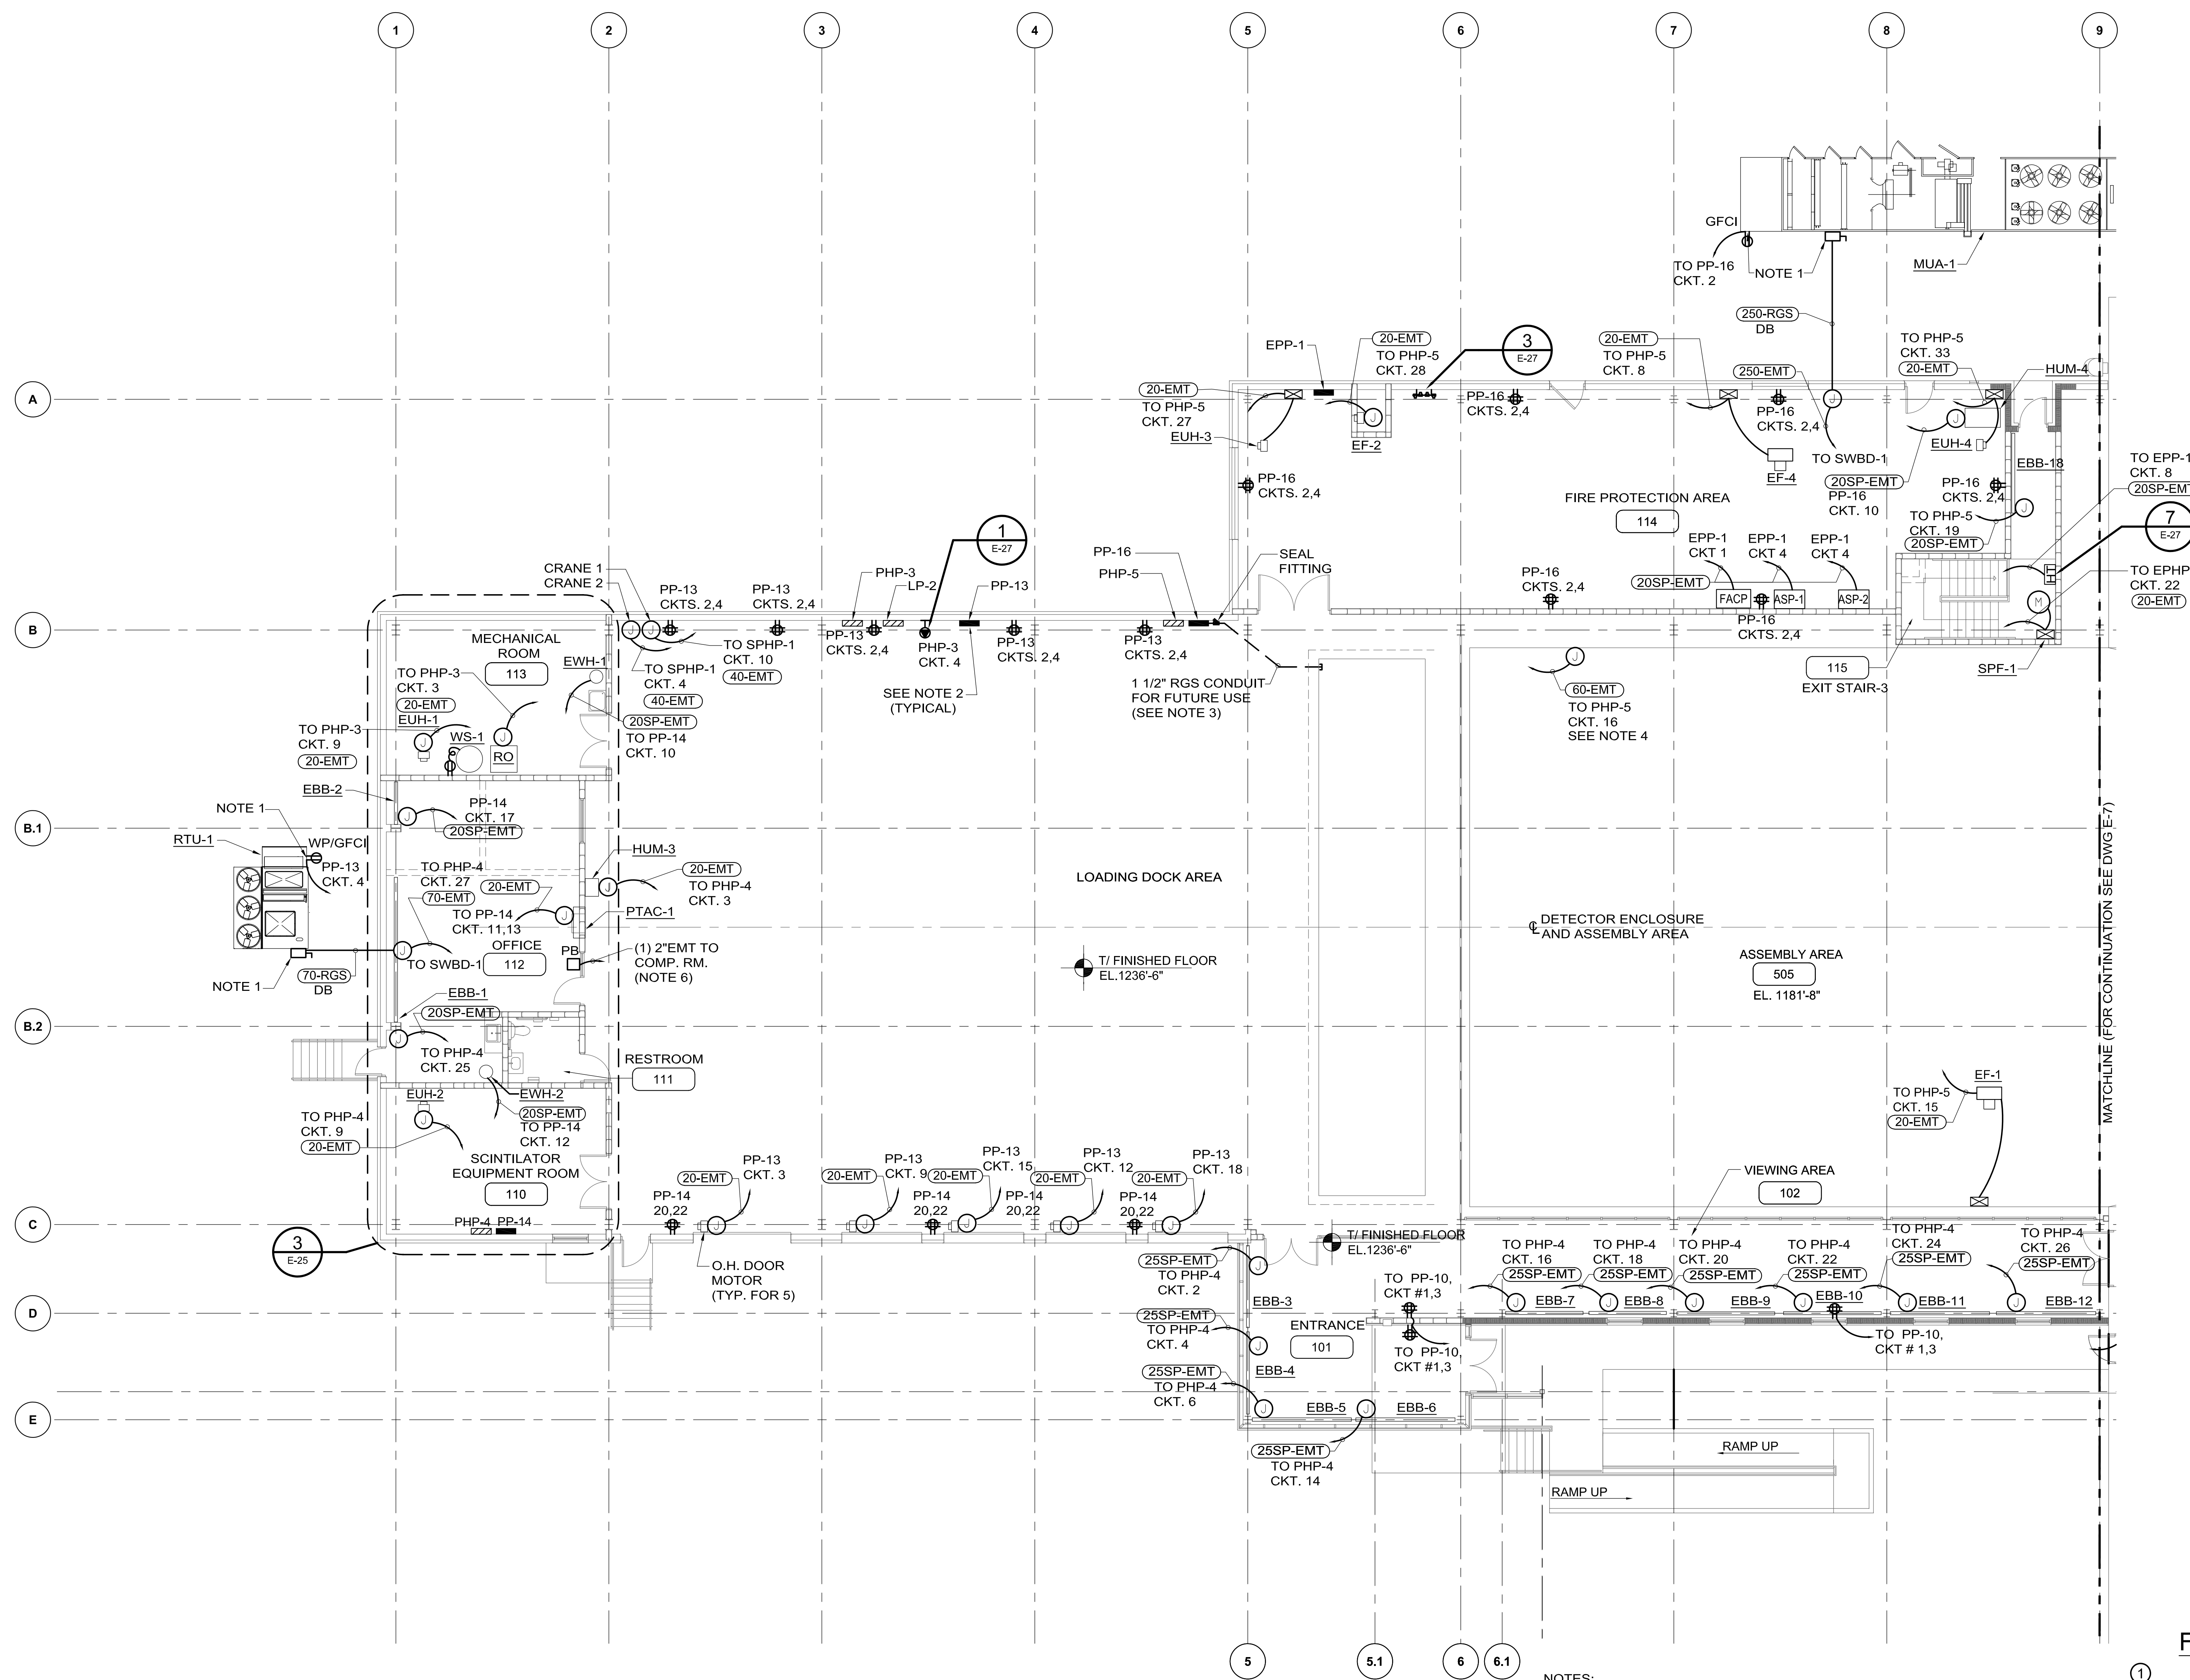 1
2
3
4
5
6
7
8
9
GFCI
TO PP-16
CKT. 2
NOTE 1
MUA-1
250-RGS
DB
A
EPP-1
20-EMT
TO PHP-5
CKT. 28
3
E-27
20-EMT
TO PHP-5
CKT. 8
250-EMT
TO PHP-5
CKT. 33
20-EMT
HUM-4
20-EMT
TO PHP-5
CKT. 27
EUH-3
EF-2
PP-16
CKTS. 2,4
PP-16
CKTS. 2,4
J
J
J
EUH-4
TO SWBD-1
EF-4
20SP-EMT
PP-16
CKT. 10
EBB-18
TO EPP-1
CKT. 8
20SP-EMT
PP-16
CKTS. 2,4
PP-16
CKTS. 2,4
FIRE PROTECTION AREA
114
TO PHP-5
CKT. 19
20SP-EMT
J
7
E-27
1
E-27
PP-16
PHP-5
SEAL
FITTING
EPP-1
CKT 1
EPP-1
CKT 4
EPP-1
CKT 4
20SP-EMT
FACP
ASP-1
ASP-2
PP-16
CKTS. 2,4
PP-16
CKTS. 2,4
TO EPHP
CKT. 22
20-EMT
M
SPF-1
115
EXIT STAIR-3
CRANE 1
CRANE 2
PP-13
CKTS. 2,4
PP-13
CKTS. 2,4
PHP-3
LP-2
PP-13
B
J
J
PP-13
CKTS. 2,4
PHP-3
CKT. 4
PP-13
CKTS. 2,4
PP-13
CKTS. 2,4
MECHANICAL
ROOM
113
EWH-1
TO SPHP-1
CKT. 10
40-EMT
TO SPHP-1
CKT. 4
40-EMT
SEE NOTE 2
(TYPICAL)
1 1/2" RGS CONDUIT
FOR FUTURE USE
(SEE NOTE 3)
J
60-EMT
TO PHP-5
CKT. 16
SEE NOTE 4
TO PHP-3
CKT. 3
20-EMT
EUH-1
20SP-EMT
TO PP-14
CKT. 10
TO PHP-3
CKT. 9
20-EMT
J
WS-1
J
RO
EBB-2
NOTE 1
J
PP-14
CKT. 17
20SP-EMT
B.1
RTU-1
WP/GFCI
PP-13
CKT. 4
HUM-3
J
20-EMT
TO PHP-4
CKT. 3
TO PHP-4
CKT. 27
70-EMT
20-EMT
J
TO PP-14
CKT. 11,13
PTAC-1
LOADING DOCK AREA
DETECTOR ENCLOSURE
AND ASSEMBLY AREA
J
TO SWBD-1
OFFICE
112
PB
(1) 2"EMT TO
COMP. RM.
(NOTE 6)
T/ FINISHED FLOOR
EL.1236'-6"
ASSEMBLY AREA
505
EL. 1181'-8"
70-RGS
DB
NOTE 1
EBB-1
20SP-EMT
B.2
J
TO PHP-4
CKT. 25
RESTROOM
111
EUH-2
EWH-2
J
20SP-EMT
TO PP-14
CKT. 12
TO PHP-4
CKT. 9
20-EMT
EF-1
TO PHP-5
CKT. 15
20-EMT
MATCHLINE (FOR CONTINUATION SEE DWG E-7)
SCINTILATOR
EQUIPMENT ROOM
110
PHP-4
PP-14
20-EMT
PP-13
CKT. 3
20-EMT
PP-13
CKT. 9
20-EMT
PP-13
CKT. 15
20-EMT
PP-13
CKT. 12
20-EMT
PP-13
CKT. 18
PP-14
20,22
PP-14
20,22
PP-14
20,22
PP-14
20,22
J
J
J
J
J
VIEWING AREA
102
C
3
E-25
O.H. DOOR
MOTOR
(TYP. FOR 5)
T/ FINISHED FLOOR
EL.1236'-6"
25SP-EMT
TO PHP-4
CKT. 2
J
EBB-3
TO PP-10,
CKT #1,3
TO PHP-4
CKT. 16
25SP-EMT
TO PHP-4
CKT. 18
25SP-EMT
TO PHP-4
CKT. 20
25SP-EMT
TO PHP-4
CKT. 22
25SP-EMT
TO PHP-4
CKT. 24
25SP-EMT
TO PHP-4
CKT. 26
25SP-EMT
J
EBB-7
J
EBB-8
J
EBB-9
J
EBB-10
J
EBB-11
J
EBB-12
D
25SP-EMT
TO PHP-4
CKT. 4
J
EBB-4
ENTRANCE
101
TO PP-10,
CKT #1,3
TO PP-10,
CKT # 1,3
25SP-EMT
TO PHP-4
CKT. 6
J
EBB-5
J
EBB-6
E
25SP-EMT
TO PHP-4
CKT. 14
RAMP UP
RAMP UP
5
5.1
6
6.1
NOTES:
1
F